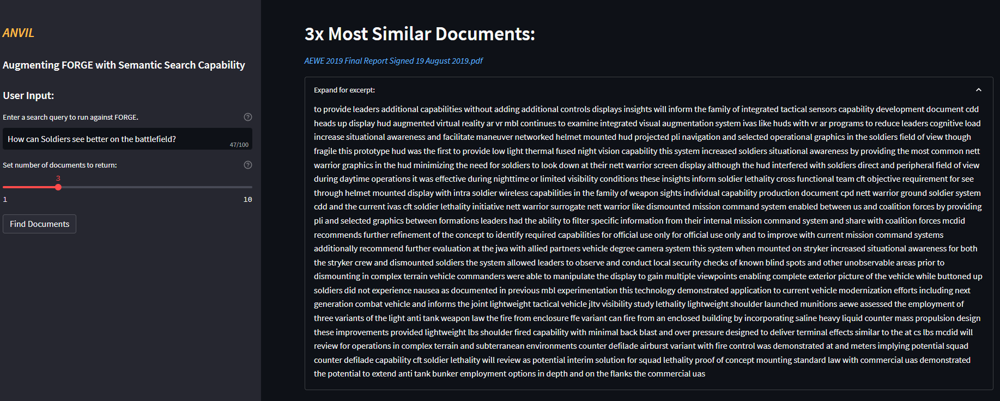 ANVIL
Augmenting FORGE with Semantic Search Capability
User Input:
Enter a search query to run against FORGE.
How can Soldiers see better on the battlefield?
47/100
Set number of documents to return:
3
1
10
Find Documents
3x Most Similar Documents:
AEWE 2019 Final Report Signed 19 August 2019.pdf
Expand for excerpt:
to provide leaders additional capabilities without adding additional controls displays insights will inform the family of integrated tactical sensors capability development document cdd
heads up display hud augmented virtual reality ar vr mbl continues to examine integrated visual augmentation system ivas like huds with vr ar programs to reduce leaders cognitive load
increase situational awareness and facilitate maneuver networked helmet mounted hud projected pli navigation and selected operational graphics in the soldiers field of view though
fragile this prototype hud was the first to provide low light thermal fused night vision capability this system increased soldiers situational awareness by providing the most common nett
warrior graphics in the hud minimizing the need for soldiers to look down at their nett warrior screen display although the hud interfered with soldiers direct and peripheral field of view
during daytime operations it was effective during nighttime or limited visibility conditions these insights inform soldier lethality cross functional team cft objective requirement for see
through helmet mounted display with intra soldier wireless capabilities in the family of weapon sights individual capability production document cpd nett warrior ground soldier system
cdd and the current ivas cft soldier lethality initiative nett warrior surrogate nett warrior like dismounted mission command system enabled between us and coalition forces by providing
pli and selected graphics between formations leaders had the ability to filter specific information from their internal mission command system and share with coalition forces mcdid
recommends further refinement of the concept to identify required capabilities for official use only for official use only and to improve with current mission command systems
additionally recommend further evaluation at the jwa with allied partners vehicle degree camera system this system when mounted on stryker increased situational awareness for both
the stryker crew and dismounted soldiers the system allowed leaders to observe and conduct local security checks of known blind spots and other unobservable areas prior to
dismounting in complex terrain vehicle commanders were able to manipulate the display to gain multiple viewpoints enabling complete exterior picture of the vehicle while buttoned up
soldiers did not experience nausea as documented in previous mbl experimentation this technology demonstrated application to current vehicle modernization efforts including next
generation combat vehicle and informs the joint lightweight tactical vehicle jltv visibility study lethality lightweight shoulder launched munitions aewe assessed the employment of
three variants of the light anti tank weapon law the fire from enclosure ffe variant can fire from an enclosed building by incorporating saline heavy liquid counter mass propulsion design
these improvements provided lightweight lbs shoulder fired capability with minimal back blast and over pressure designed to deliver terminal effects similar to the at cs lbs mcdid will
review for operations in complex terrain and subterranean environments counter defilade airburst variant with fire control was demonstrated at and meters implying potential squad
counter defilade capability cft soldier lethality will review as potential interim solution for squad lethality proof of concept mounting standard law with commercial uas demonstrated
the potential to extend anti tank bunker employment options in depth and on the flanks the commercial uas